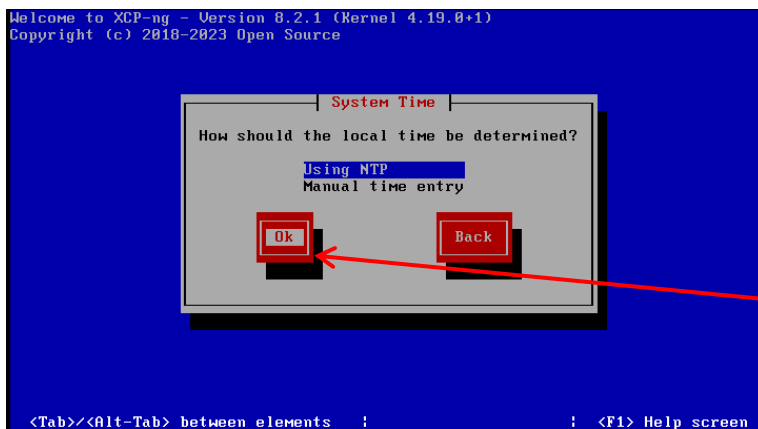 Welcome to XCP-ng - Version 8.2.1 (Kernel 4.19.0+1)
Copyright (c) 2018-2023 Open Source
System Time
How should the local time be determined?
Using NTP
Manual time entry
Ok Back
<Tab>/<Alt-Tab> between elements ¦ ¦ <F1> Help screen